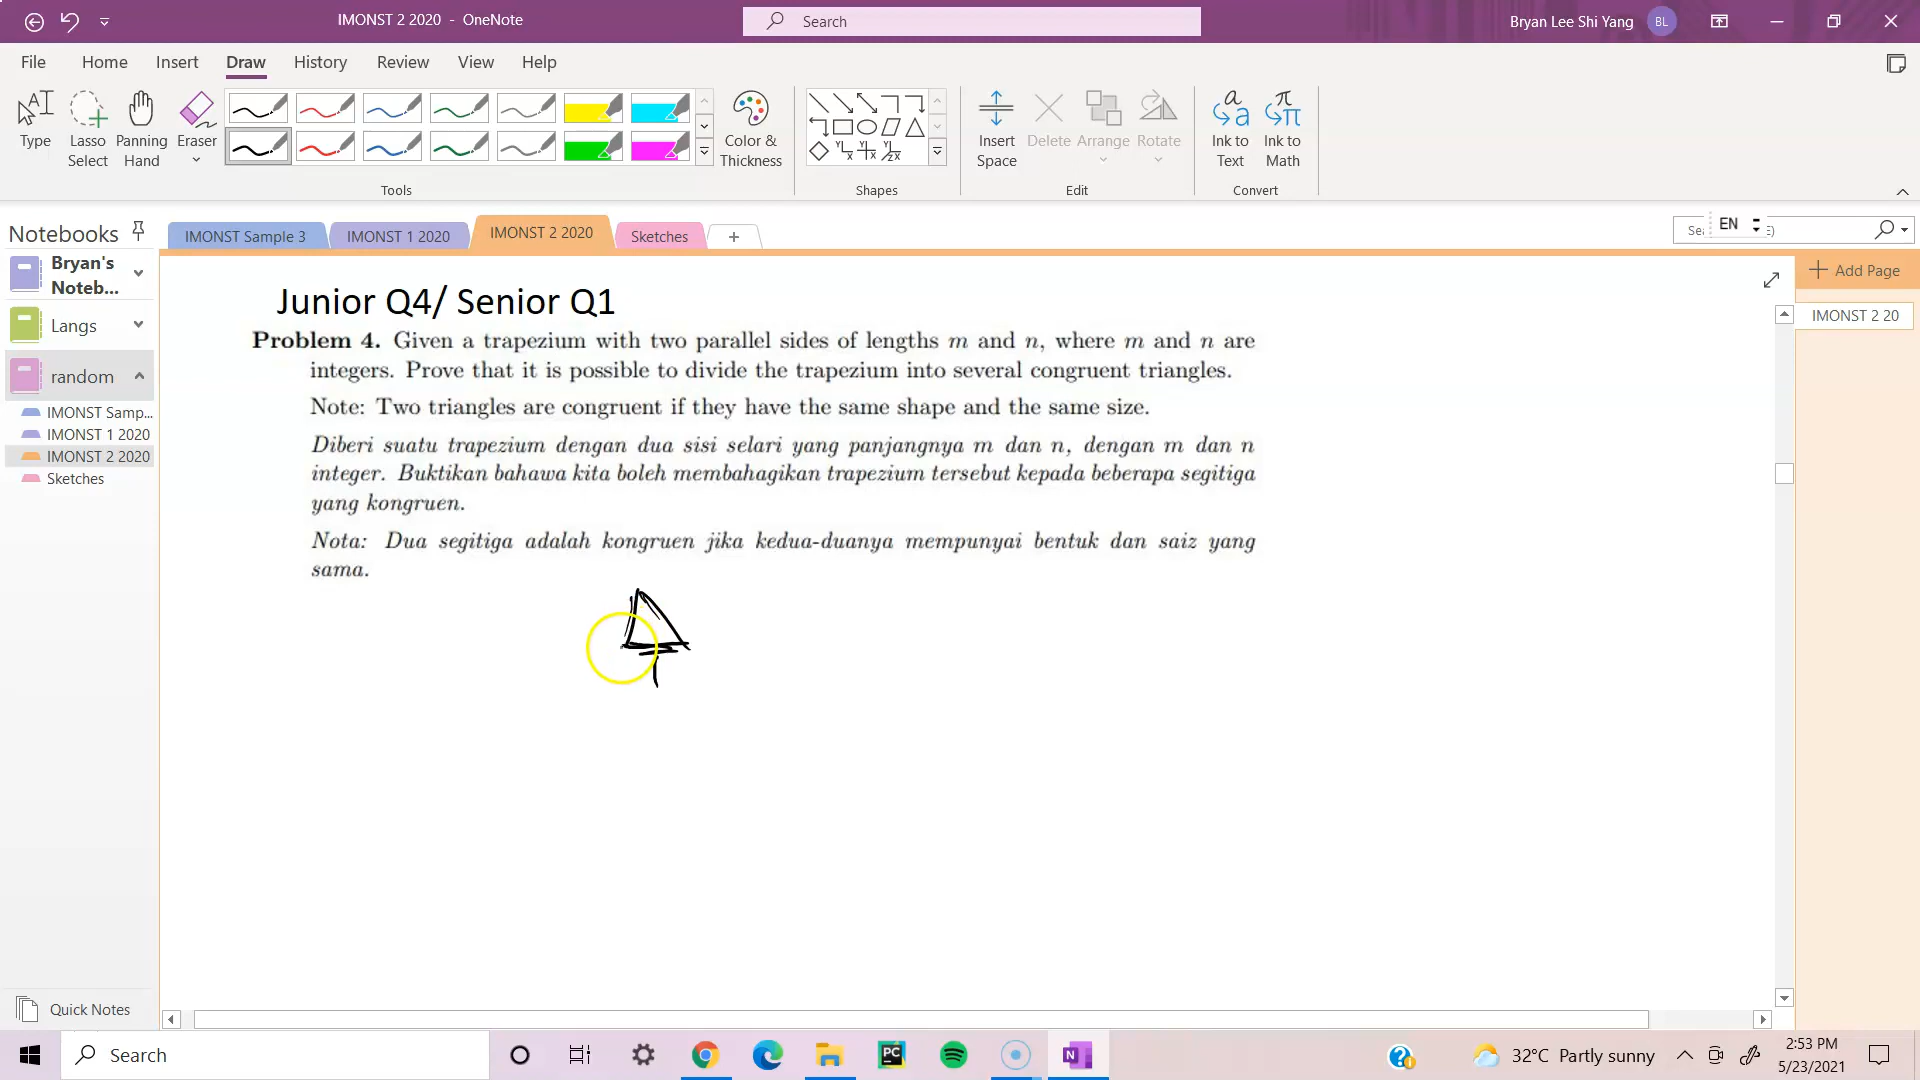 IMONST 2 2020 - OneNote
Search
Bryan Lee Shi Yang
BL
File Home Insert Draw History Review View Help
Type
Lasso Select
Panning Hand
Eraser
Color & Thickness
Insert Space
Delete
Arrange
Rotate
Ink to Text
Ink to Math
Tools
Shapes
Edit
Convert
Notebooks
IMONST Sample 3
IMONST 1 2020
IMONST 2 2020
Sketches
EN
Bryan's Noteb...
Langs
random
IMONST Samp...
IMONST 1 2020
IMONST 2 2020
Sketches
Quick Notes
Add Page
IMONST 2 20
Junior Q4/ Senior Q1
Problem 4. Given a trapezium with two parallel sides of lengths m and n, where m and n are
integers. Prove that it is possible to divide the trapezium into several congruent triangles.
Note: Two triangles are congruent if they have the same shape and the same size.
Diberi suatu trapezium dengan dua sisi selari yang panjangnya m dan n, dengan m dan n
integer. Buktikan bahawa kita boleh membahagikan trapezium tersebut kepada beberapa segitiga
yang kongruen.
Nota: Dua segitiga adalah kongruen jika kedua-duanya mempunyai bentuk dan saiz yang
sama.
Search
32°C Partly sunny
2:53 PM
5/23/2021